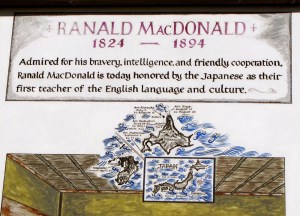 RANALD MACDONALD
1824 — 1894
Admired for his bravery, intelligence, and friendly cooperation,
Ranald MacDonald is today honored by the Japanese as their
first teacher of the English language and culture.
JAPAN